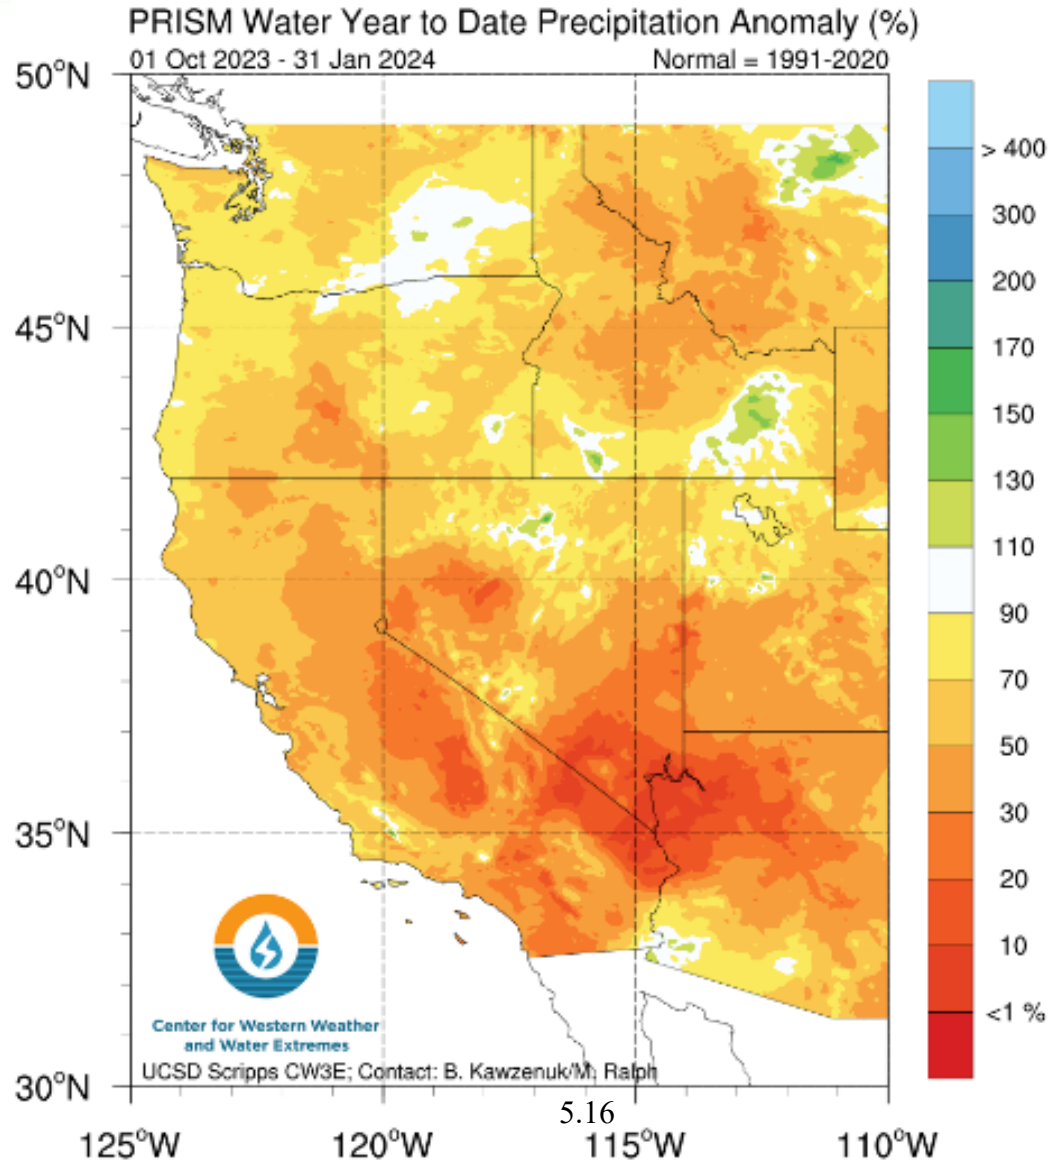 PRISM Water Year to Date Precipitation Anomaly (%)
01 Oct 2023 - 31 Jan 2024 Normal = 1991-2020
50°N
45°N
40°N
35°N
30°N
> 400
300
200
170
150
130
110
90
70
50
30
20
10
<1 %
Center for Western Weather
and Water Extremes
UCSD Scripps CW3E; Contact: B. Kawzenuk/M. Ralph
5.16
125°W 120°W 115°W 110°W